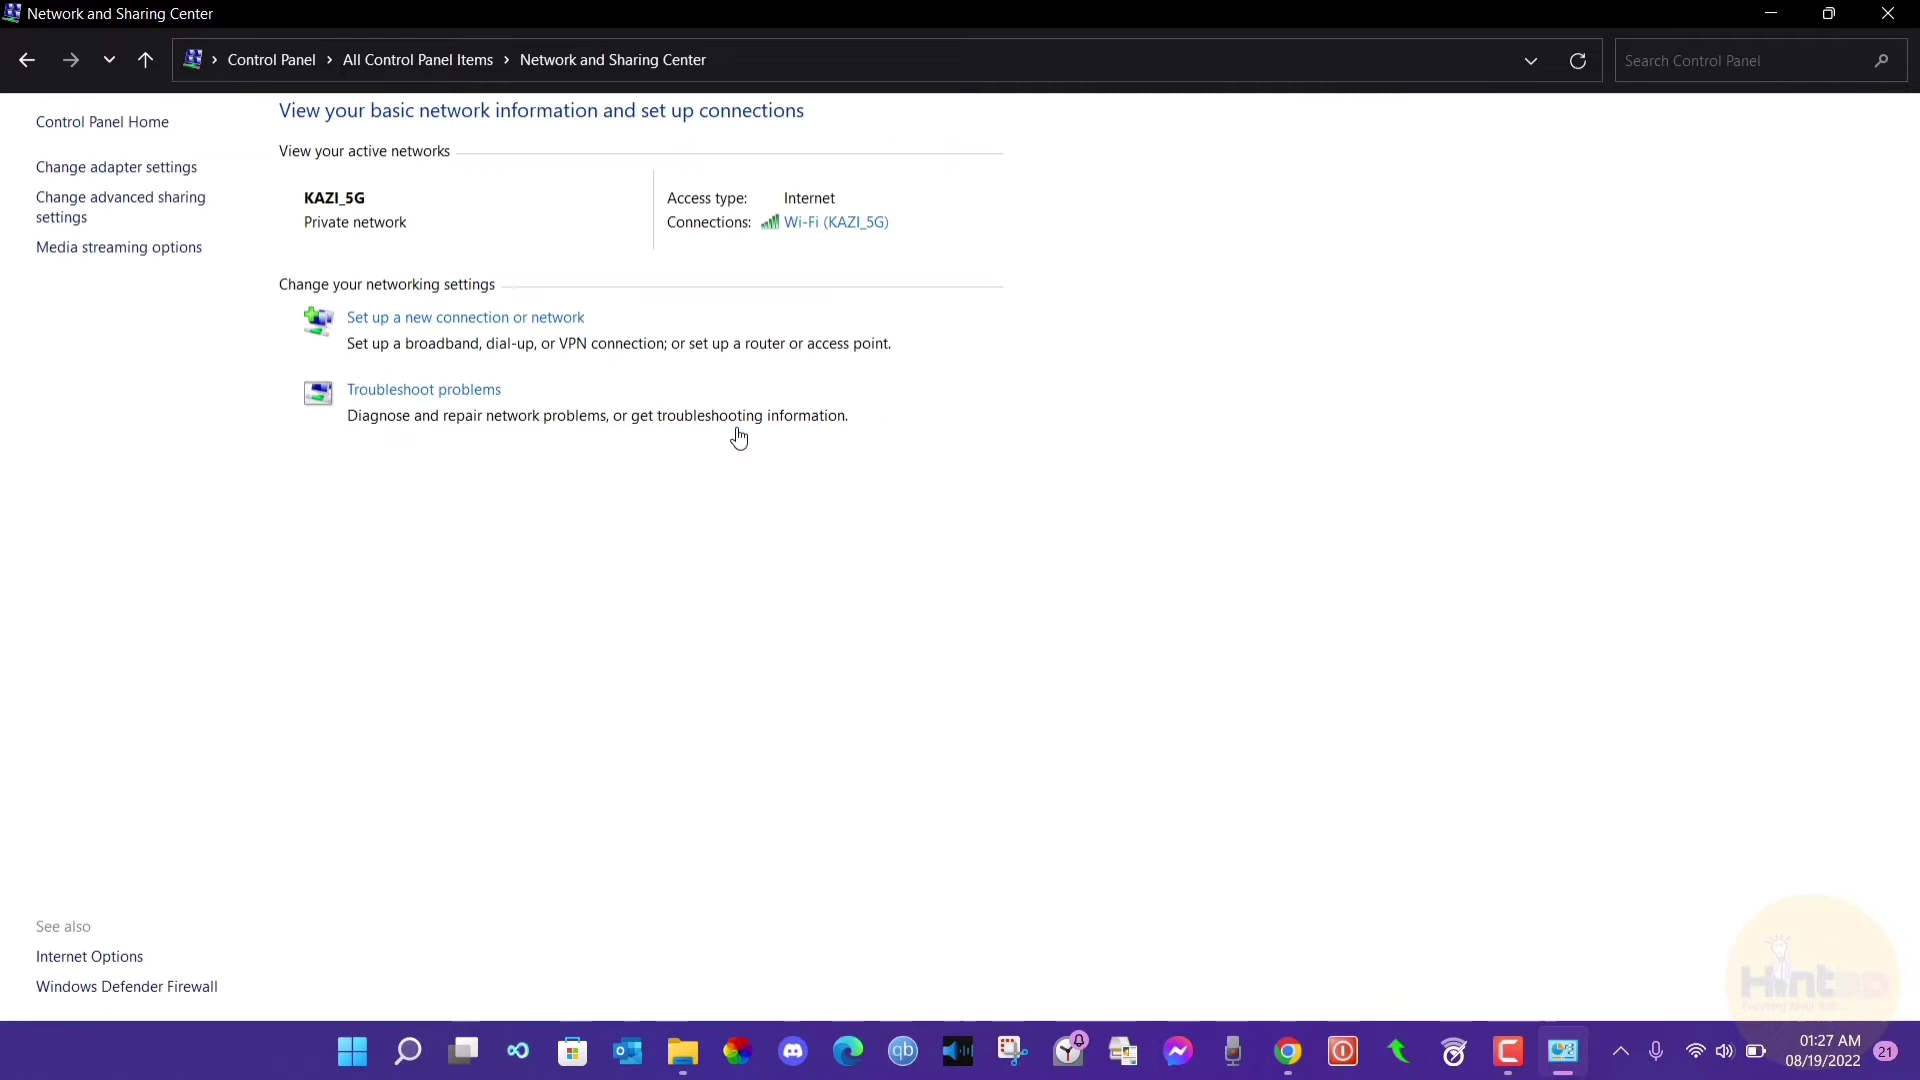 Network and Sharing Center
Control Panel > All Control Panel Items > Network and Sharing Center
Search Control Panel
Control Panel Home
Change adapter settings
Change advanced sharing
settings
Media streaming options
View your basic network information and set up connections
View your active networks
KAZI_5G
Private network
Access type: Internet
Connections: Wi-Fi (KAZI_5G)
Change your networking settings
Set up a new connection or network
Set up a broadband, dial-up, or VPN connection; or set up a router or access point.
Troubleshoot problems
Diagnose and repair network problems, or get troubleshooting information.
See also
Internet Options
Windows Defender Firewall
qb
01:27 AM
08/19/2022
21